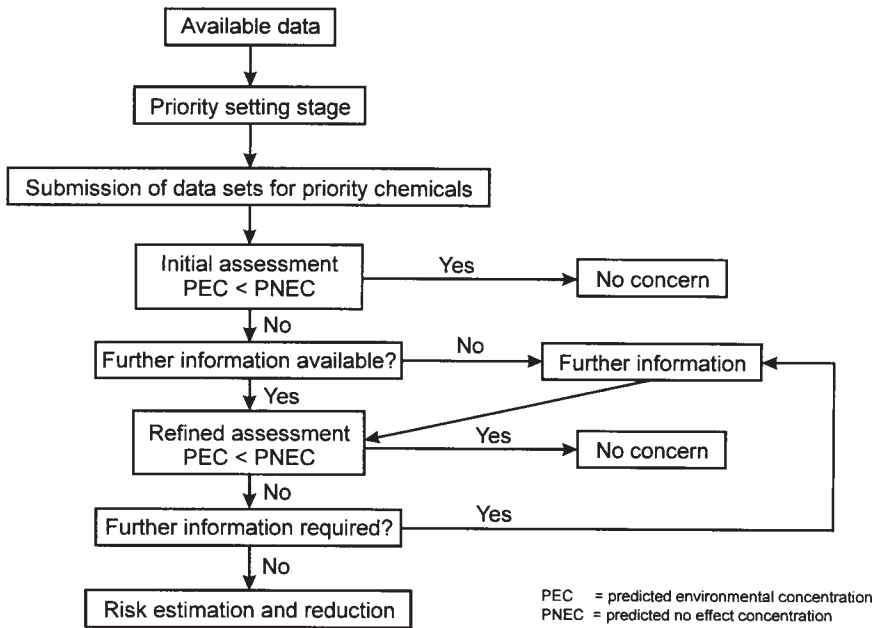 Available data
Priority setting stage
Submission of data sets for priority chemicals
Initial assessment
PEC < PNEC
Yes
No concern
No
Further information available?
No
Further information
Yes
Refined assessment
PEC < PNEC
Yes
No concern
No
Further information required?
Yes
No
Risk estimation and reduction
PEC = predicted environmental concentration
PNEC = predicted no effect concentration